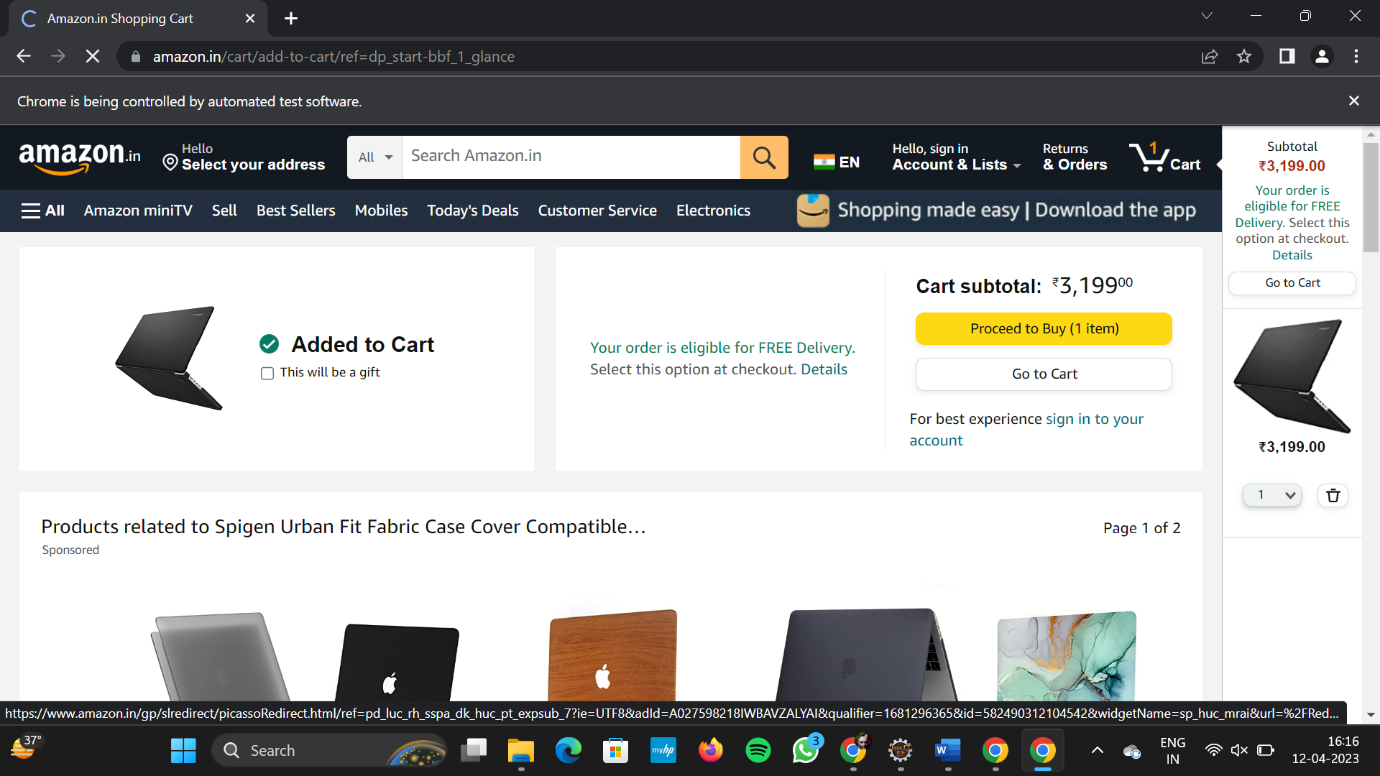 Amazon.in Shopping Cart
amazon.in/cart/add-to-cart/ref=dp_start-bbf_1_glance
Chrome is being controlled by automated test software.
amazon.in
Hello
Select your address
All
Search Amazon.in
EN
Hello, sign in
Account & Lists
Returns
& Orders
1
Cart
All
Amazon miniTV
Sell
Best Sellers
Mobiles
Today's Deals
Customer Service
Electronics
Shopping made easy | Download the app
Subtotal
₹3,199.00
Your order is
eligible for FREE
Delivery. Select this
option at checkout.
Details
Go to Cart
₹3,199.00
1
Added to Cart
This will be a gift
Your order is eligible for FREE Delivery.
Select this option at checkout. Details
Cart subtotal: ₹3,19900
Proceed to Buy (1 item)
Go to Cart
For best experience sign in to your
account
Products related to Spigen Urban Fit Fabric Case Cover Compatible…
Page 1 of 2
Sponsored
https://www.amazon.in/gp/slredirect/picassoRedirect.html/ref=pd_luc_rh_sspa_dk_huc_pt_expsub_7?ie=UTF8&adId=A027598218IWBAVZALYAI&qualifier=1681296365&id=582490312104542&widgetName=sp_huc_mrai&url=%2FRed...
37°
Search
myhp
3
ENG
IN
16:16
12-04-2023